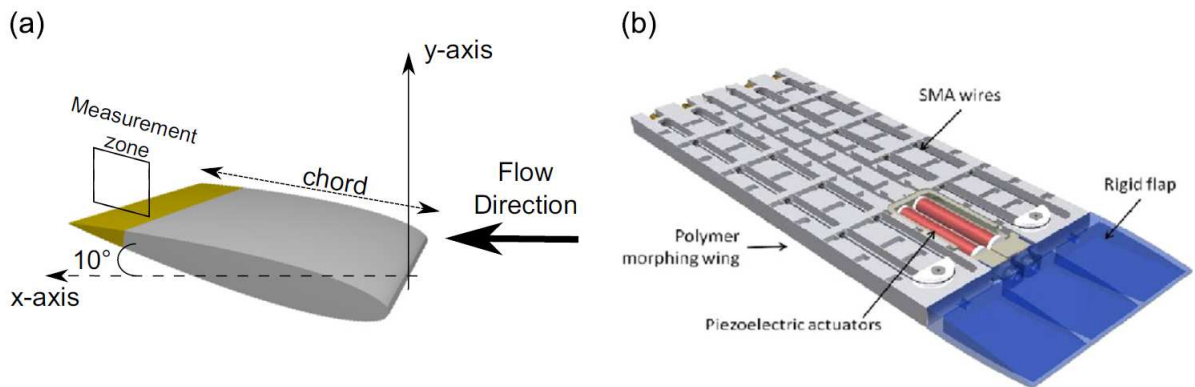 (a)
y-axis
Measurement
zone
chord
Flow
Direction
10°
x-axis
(b)
SMA wires
Rigid flap
Polymer
morphing wing
Piezoelectric actuators